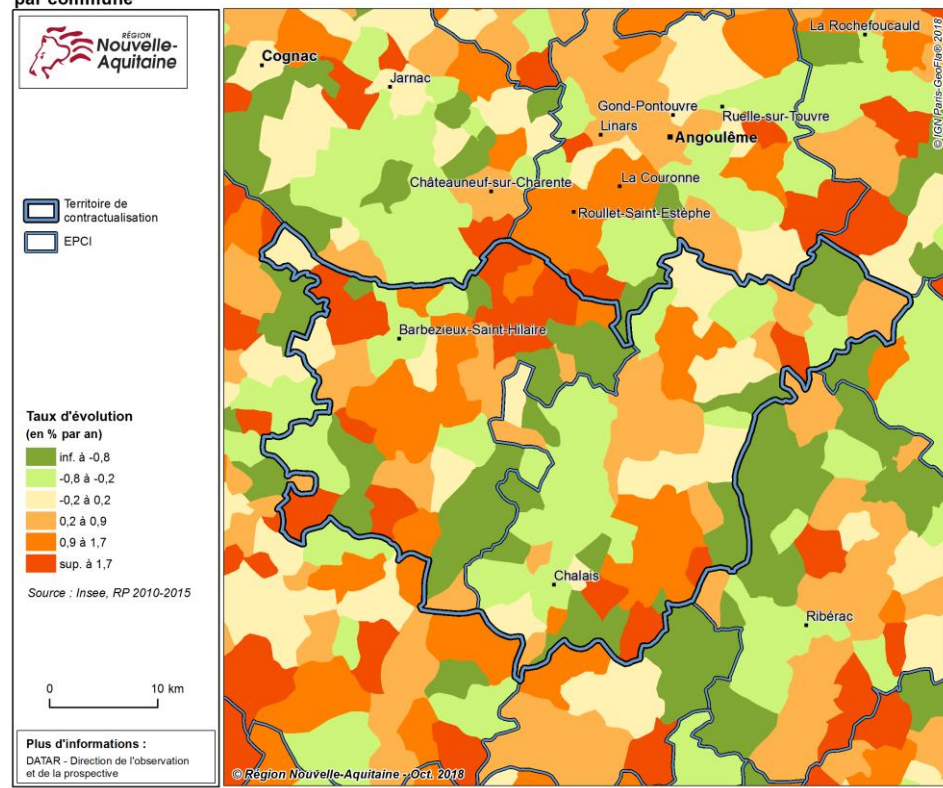 par commune
RÉGION
Nouvelle-
Aquitaine
Territoire de
contractualisation
EPCI
Taux d'évolution
(en % par an)
inf. à -0,8
-0,8 à -0,2
-0,2 à 0,2
0,2 à 0,9
0,9 à 1,7
sup. à 1,7
Source : Insee, RP 2010-2015
0 10 km
Plus d'informations :
DATAR - Direction de l'observation
et de la prospective
La Rochefoucauld
Cognac
Jarnac
Gond-Pontouvre
Ruelle-sur-Touvre
Linars
Angoulême
Châteauneuf-sur-Charente
La Couronne
Roullet-Saint-Estèphe
Barbezieux-Saint-Hilaire
Chalais
Ribérac
© Région Nouvelle-Aquitaine - Oct. 2018
© IGN Paris-GeoFla® 2018